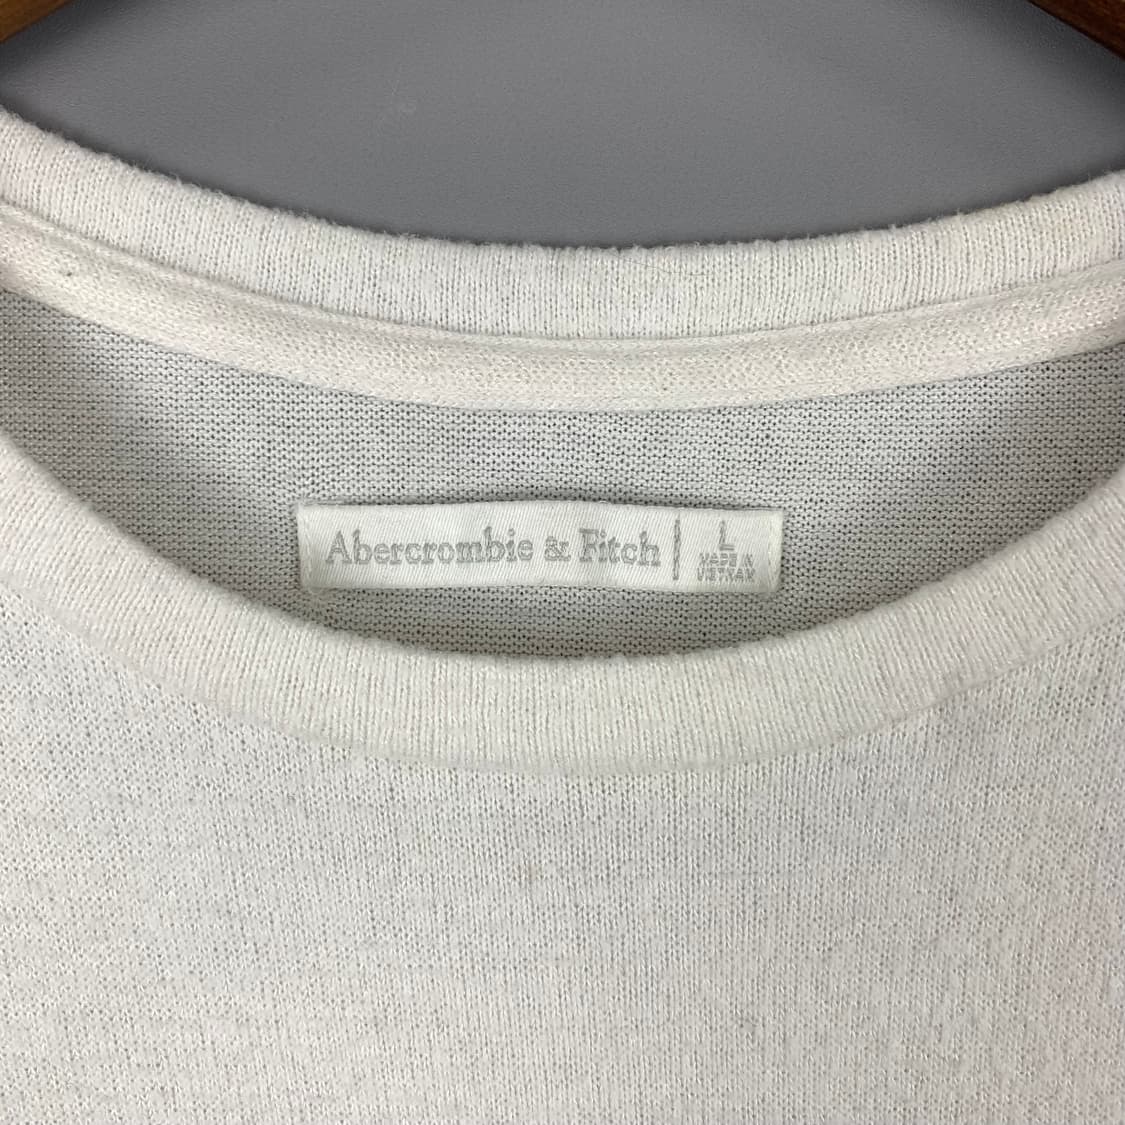 Abercrombie & Fitch | L
MADE IN
VIETNAM